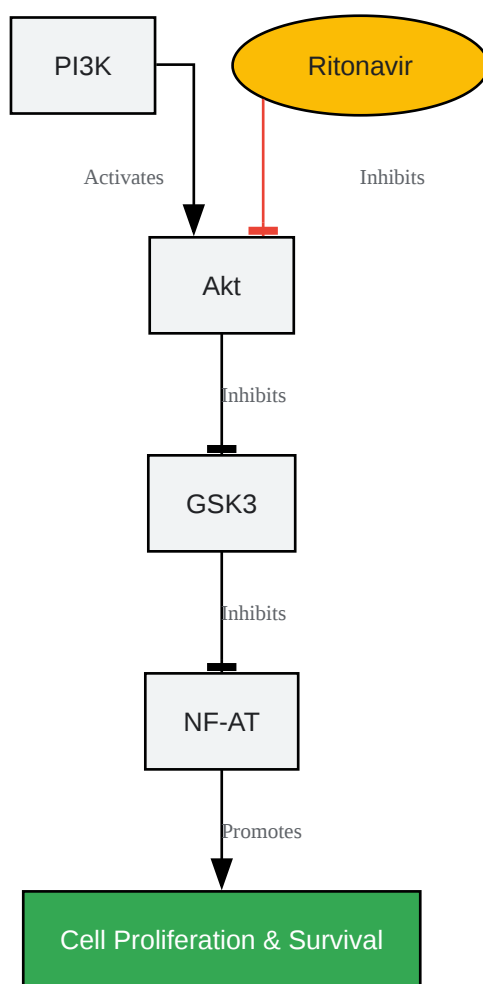 PI3K
Ritonavir
Activates
Inhibits
Akt
Inhibits
GSK3
Inhibits
NF-AT
Promotes
Cell Proliferation & Survival